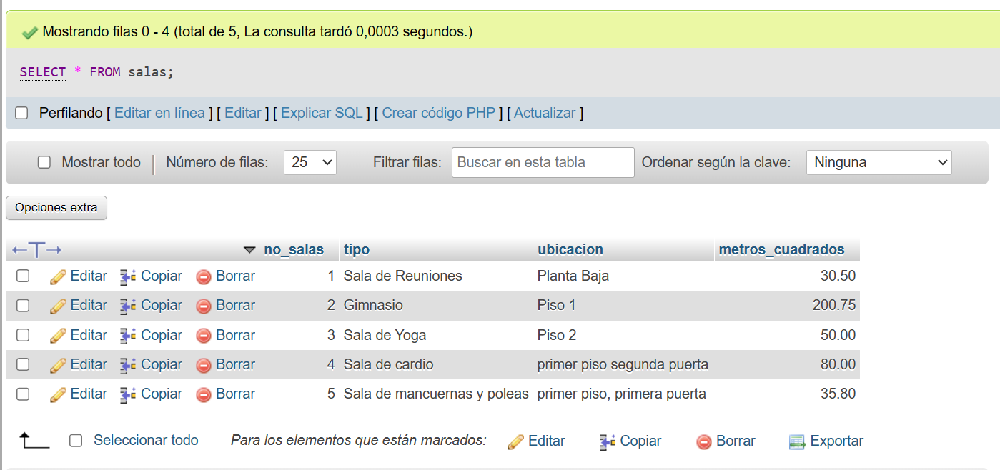 Mostrando filas 0 - 4 (total de 5, La consulta tardó 0,0003 segundos.)
SELECT * FROM salas;
Perfilando [ Editar en línea ] [ Editar ] [ Explicar SQL ] [ Crear código PHP ] [ Actualizar ]
Mostrar todo Número de filas: 25 Filtrar filas: Buscar en esta tabla Ordenar según la clave: Ninguna
Opciones extra
no_salas tipo ubicacion metros_cuadrados
Editar Copiar Borrar 1 Sala de Reuniones Planta Baja 30.50
Editar Copiar Borrar 2 Gimnasio Piso 1 200.75
Editar Copiar Borrar 3 Sala de Yoga Piso 2 50.00
Editar Copiar Borrar 4 Sala de cardio primer piso segunda puerta 80.00
Editar Copiar Borrar 5 Sala de mancuernas y poleas primer piso, primera puerta 35.80
Seleccionar todo Para los elementos que están marcados: Editar Copiar Borrar Exportar